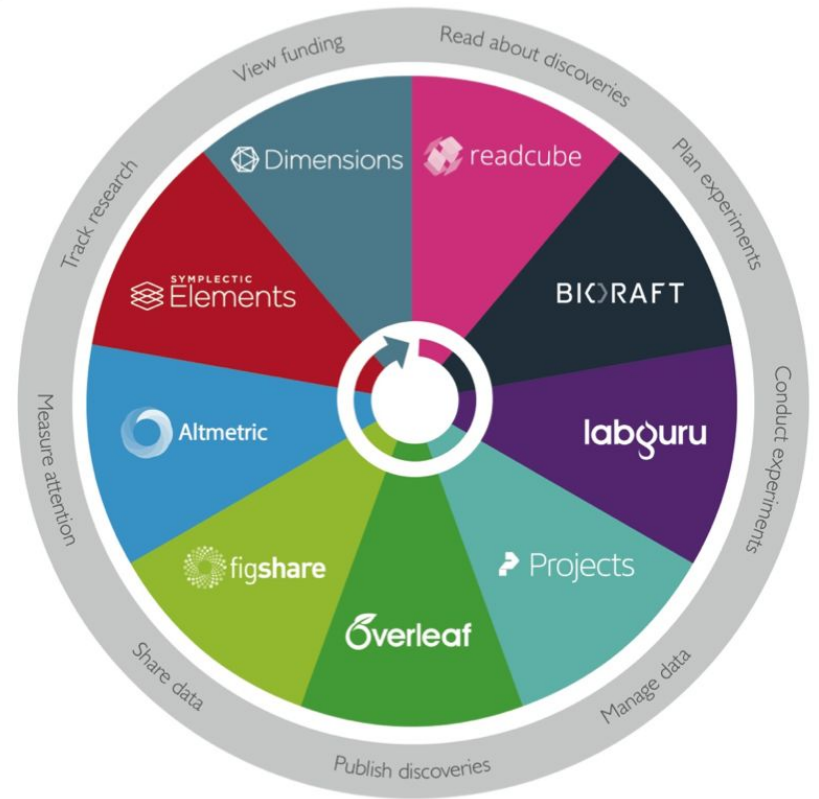 View funding
Read about discoveries
Plan experiments
Conduct experiments
Manage data
Publish discoveries
Share data
Measure attention
Track research
Dimensions
readcube
BIORAFT
labguru
Projects
Overleaf
figshare
Altmetric
SYMPLECTIC
Elements